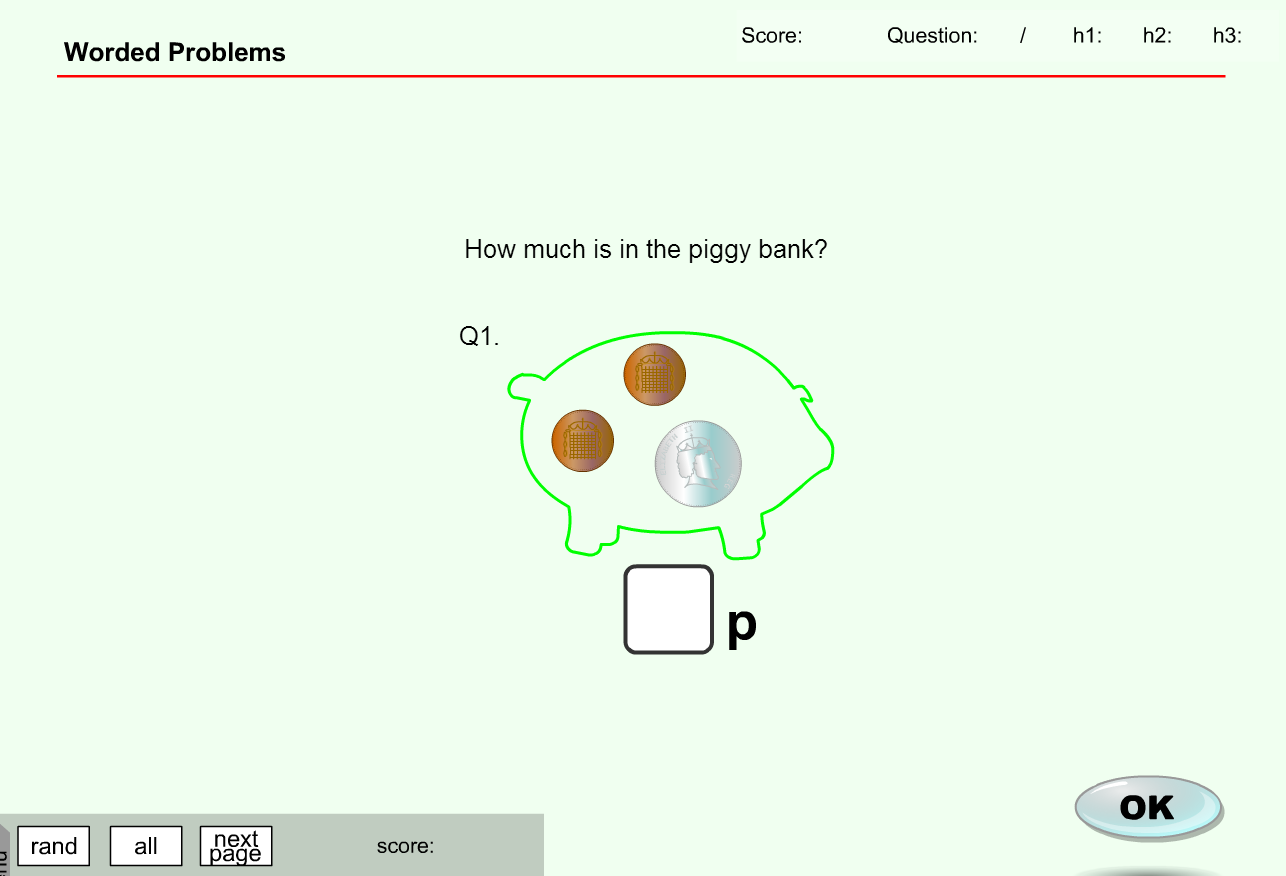 Worded Problems
Score: Question: / h1: h2: h3:
How much is in the piggy bank?
Q1.
p
OK
rand
all
next
page
score: